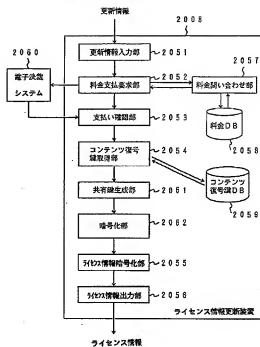 更新情報
2008
2060
2051
更新情報入力部
2052
2057
電子決裁
システム
料金支払要求部
料金問い合わせ部
2053
支払い確認部
2054
料金DB
2058
コンテンツ復号
鍵取得部
2061
共有鍵生成部
コンテンツ
復号鍵DB
2062
2059
暗号化部
2055
ライセンス情報暗号化部
2056
ライセンス情報出力部
ライセンス情報更新装置
ライセンス情報